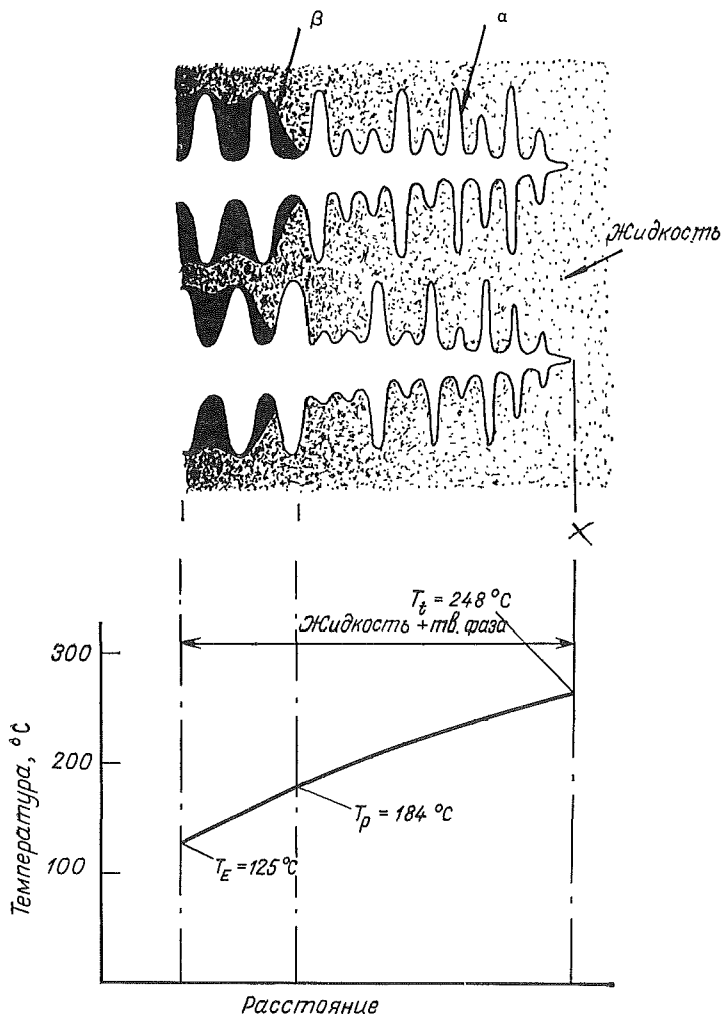 β
α
Жидкость
X
T_t = 248 °C
Жидкость + тв. фаза
300
200
100
Температура, °C
T_p = 184 °C
T_E = 125°C
Расстояние